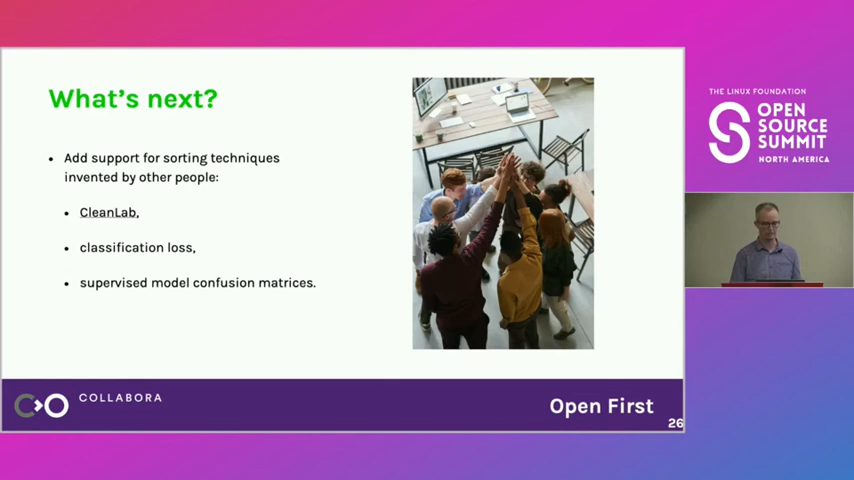 What's next?
• Add support for sorting techniques
invented by other people:
• CleanLab,
• classification loss,
• supervised model confusion matrices.
COLLABORA
Open First
26
THE LINUX FOUNDATION
OPEN
SOURCE
SUMMIT
NORTH AMERICA